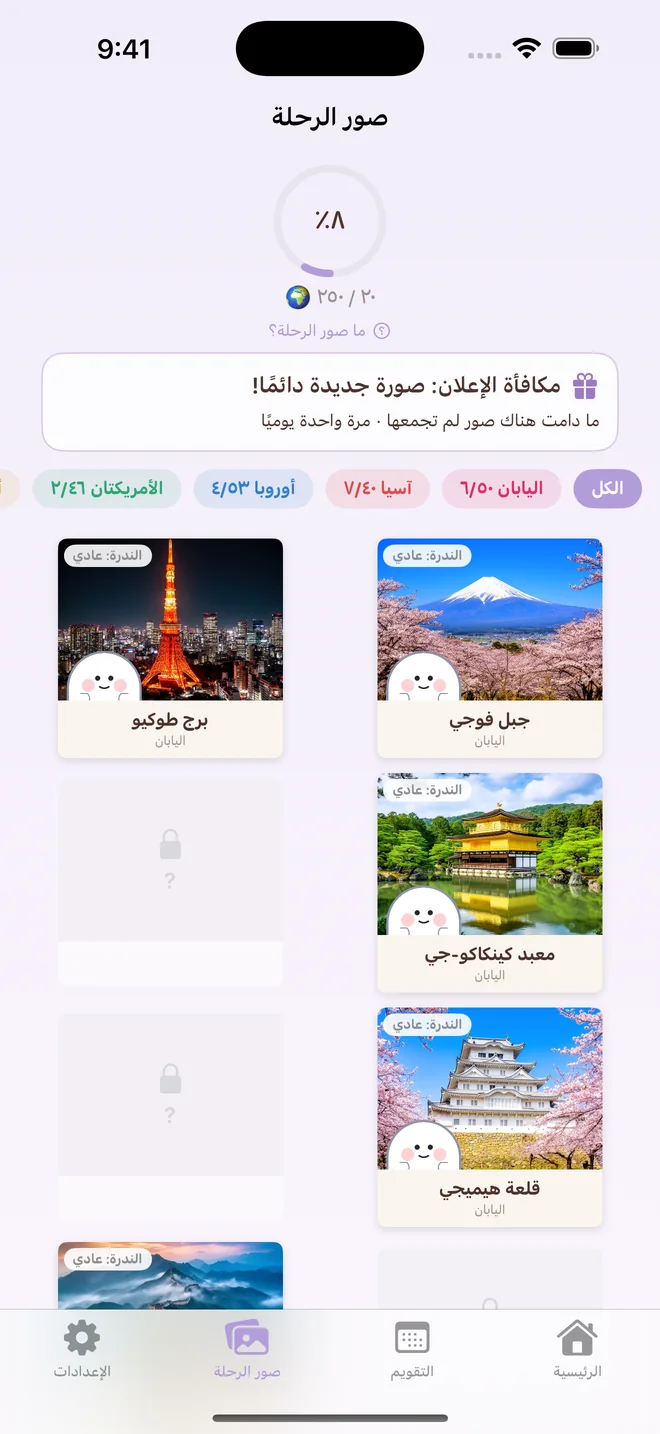 9:41
صور الرحلة
٨٪
٢٠ / ٢٥٠
ما صور الرحلة؟
مكافأة الإعلان: صورة جديدة دائمًا!
ما دامت هناك صور لم تجمعها · مرة واحدة يوميًا
الكل
اليابان ٦/٥٠
آسيا ٧/٤٠
أوروبا ٤/٥٣
الأمريكتان ٢/٤٦
الندرة: عادي
جبل فوجي
اليابان
الندرة: عادي
برج طوكيو
اليابان
الندرة: عادي
معبد كينكاكو-جي
اليابان
?
الندرة: عادي
قلعة هيميجي
اليابان
?
الندرة: عادي
الرئيسية
التقويم
صور الرحلة
الإعدادات